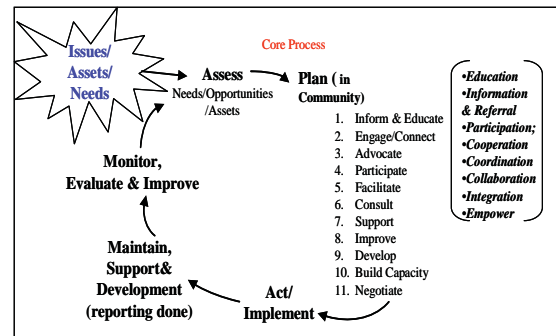 Core Process
Issues/
Assets/
Needs
Assess
Needs/Opportunities
/Assets
Plan ( in
Community)
1. Inform & Educate
2. Engage/Connect
3. Advocate
4. Participate
5. Facilitate
6. Consult
7. Support
8. Improve
9. Develop
10. Build Capacity
11. Negotiate
•Education
•Information
& Referral
•Participation;
•Cooperation
•Coordination
•Collaboration
•Integration
•Empower
Act/
Implement
Maintain,
Support&
Development
(reporting done)
Monitor,
Evaluate & Improve